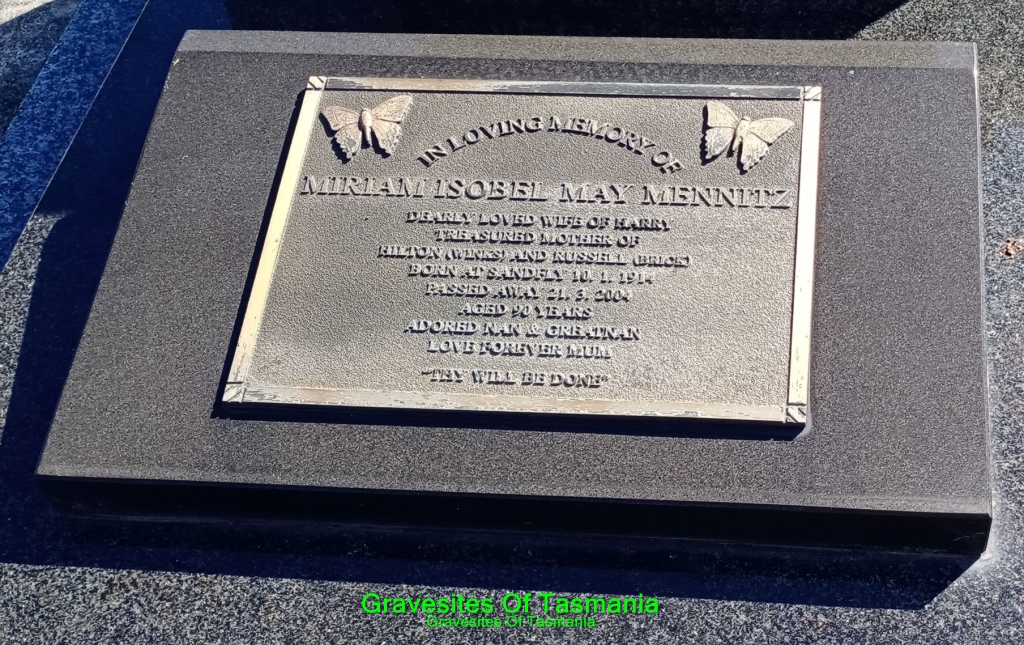 IN LOVING MEMORY OF
MIRIAM ISOBEL MAY MENNITZ
DEARLY LOVED WIFE OF HARRY
TREASURED MOTHER OF
HILTON (WINKS) AND RUSSELL (BRICK)
BORN AT SANDFLY 10. 1. 1914
PASSED AWAY 21. 3. 2004
AGED 90 YEARS
ADORED NAN & GREATNAN
LOVE FOREVER MUM
"THY WILL BE DONE"
Gravesites Of Tasmania
Gravesites Of Tasmania